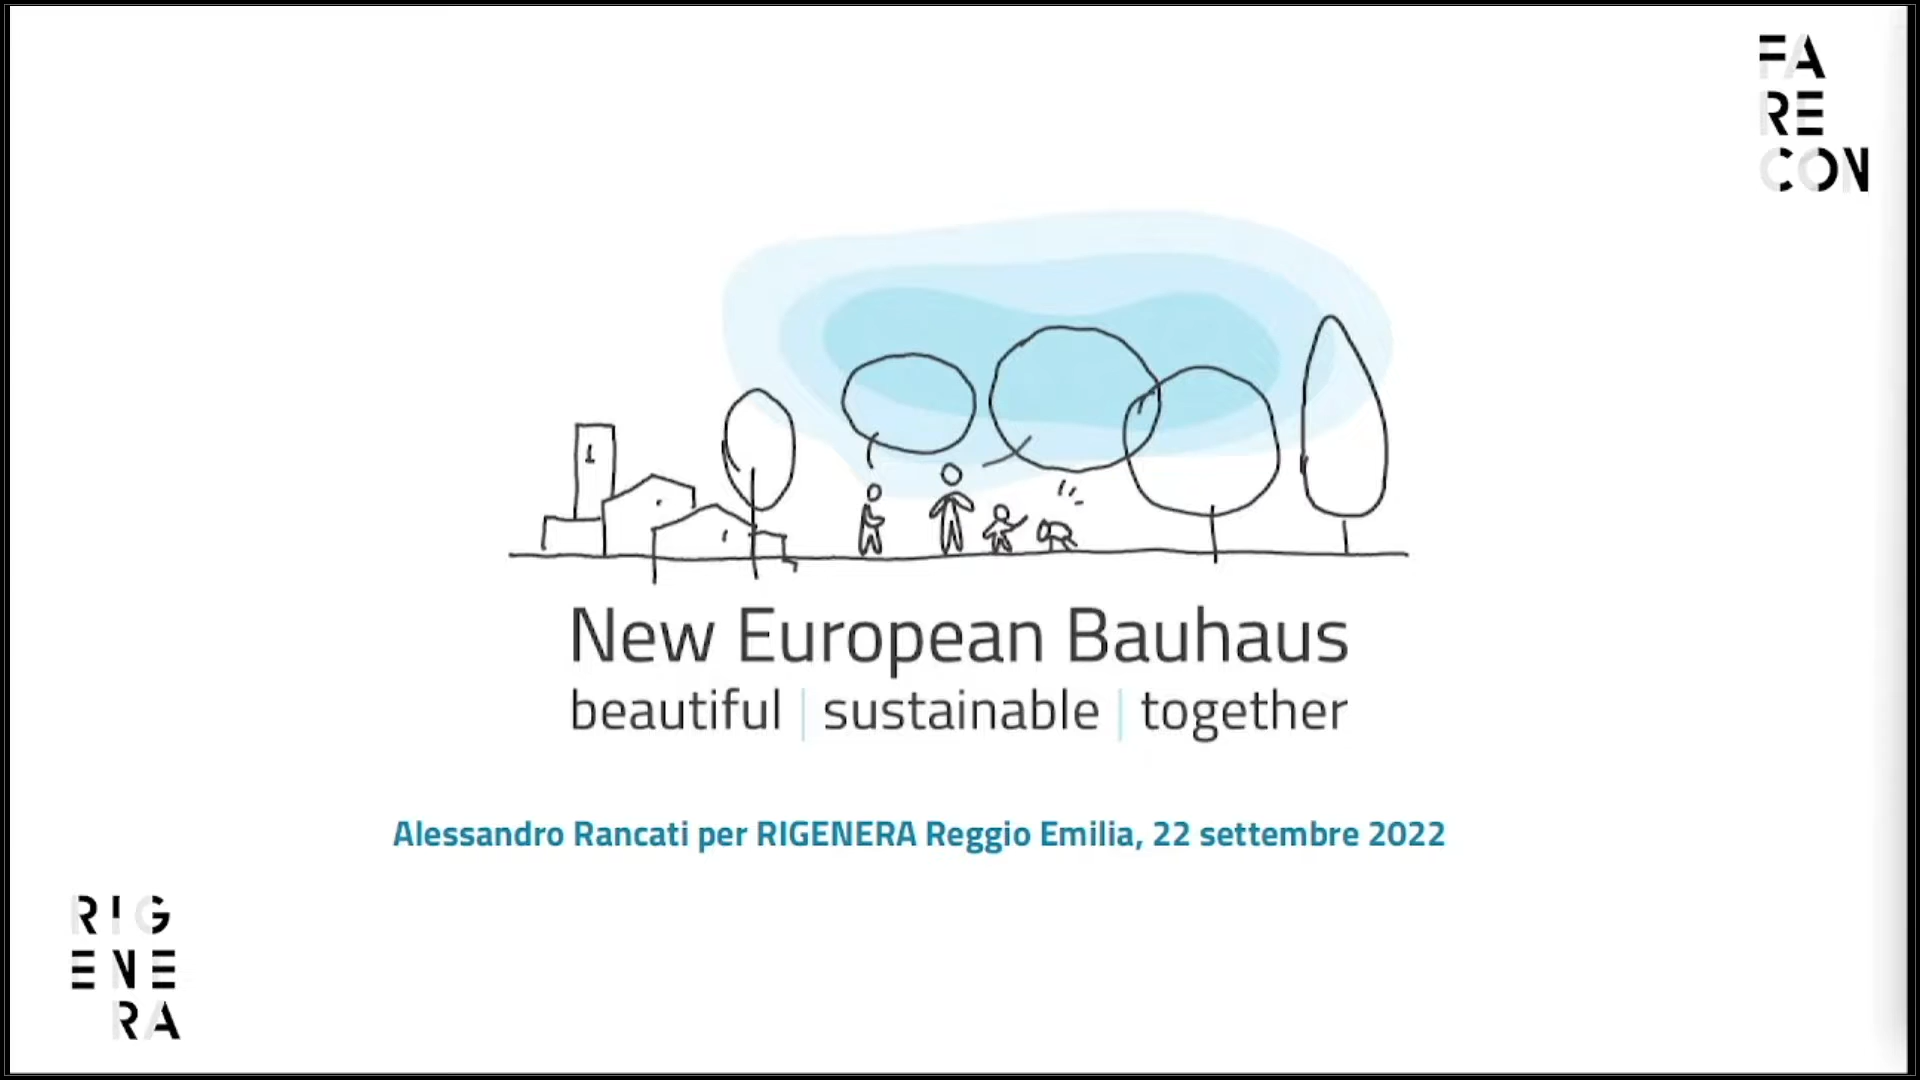 FA
RE
CON
New European Bauhaus
beautiful | sustainable | together
Alessandro Rancati per RIGENERA Reggio Emilia, 22 settembre 2022
RIG
ENE
RA